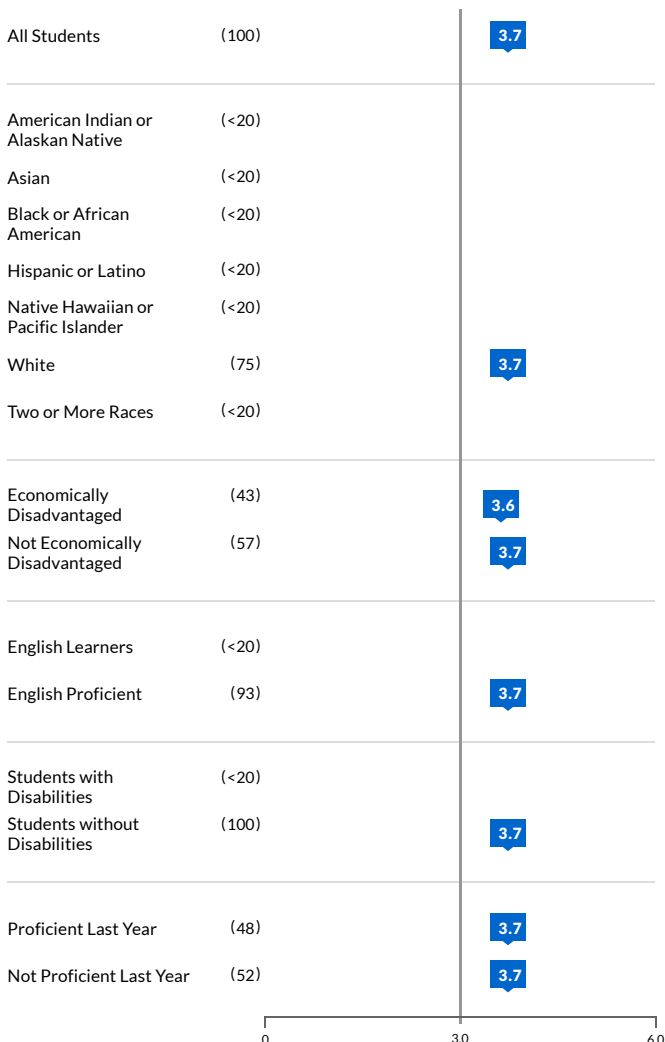 All Students (100) 3.7
American Indian or (<20)
Alaskan Native
Asian (<20)
Black or African (<20)
American
Hispanic or Latino (<20)
Native Hawaiian or (<20)
Pacific Islander
White (75) 3.7
Two or More Races (<20)
Economically (43) 3.6
Disadvantaged
Not Economically (57) 3.7
Disadvantaged
English Learners (<20)
English Proficient (93) 3.7
Students with (<20)
Disabilities
Students without (100) 3.7
Disabilities
Proficient Last Year (48) 3.7
Not Proficient Last Year (52) 3.7
0 3.0 6.0